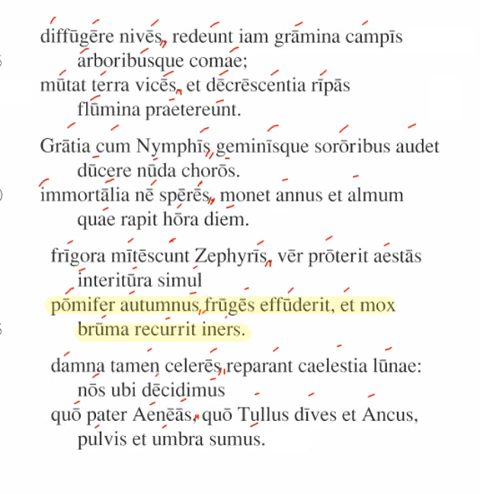 diffūgēre nivēs, redeunt iam grāmina campīs
arboribusque comae;
mūtat terra vicēs, et dēcrēscentia rīpās
flūmina praetereunt.
Grātia cum Nymphīs geminīsque sorōribus audet
dūcere nūda chorōs.
immortālia nē spērēs, monet annus et almum
quae rapit hōra diem.
frīgora mītēscunt Zephyrīs, vēr prōterit aestās
interitūra simul
pōmifer autumnus frūgēs effūderit, et mox
brūma recurrit iners.
damna tamen celerēs reparant caelestia lūnae:
nōs ubi dēcidimus
quō pater Aenēās, quō Tullus dīves et Ancus,
pulvis et umbra sumus.